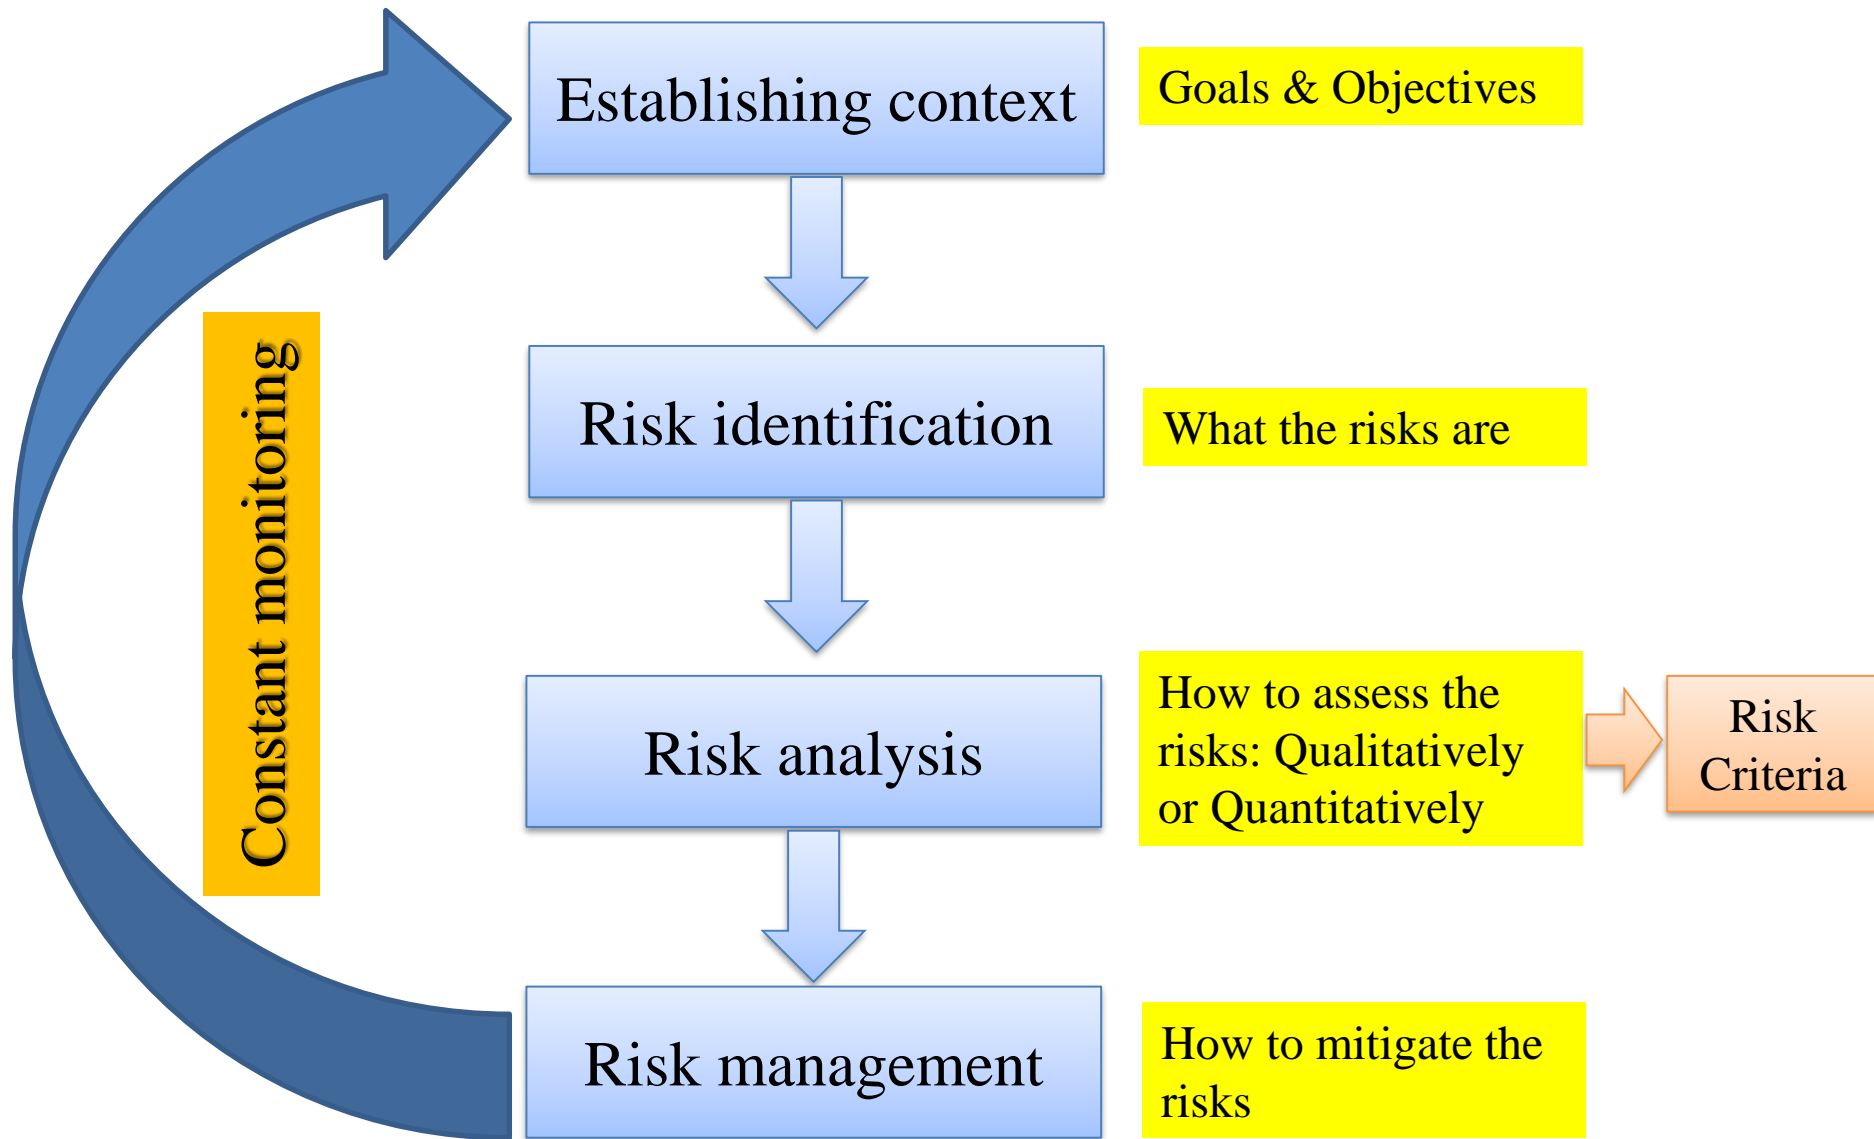 Establishing context
Goals & Objectives
Constant monitoring
Risk identification
What the risks are
Risk analysis
How to assess the
risks: Qualitatively
or Quantitatively
Risk
Criteria
Risk management
How to mitigate the
risks